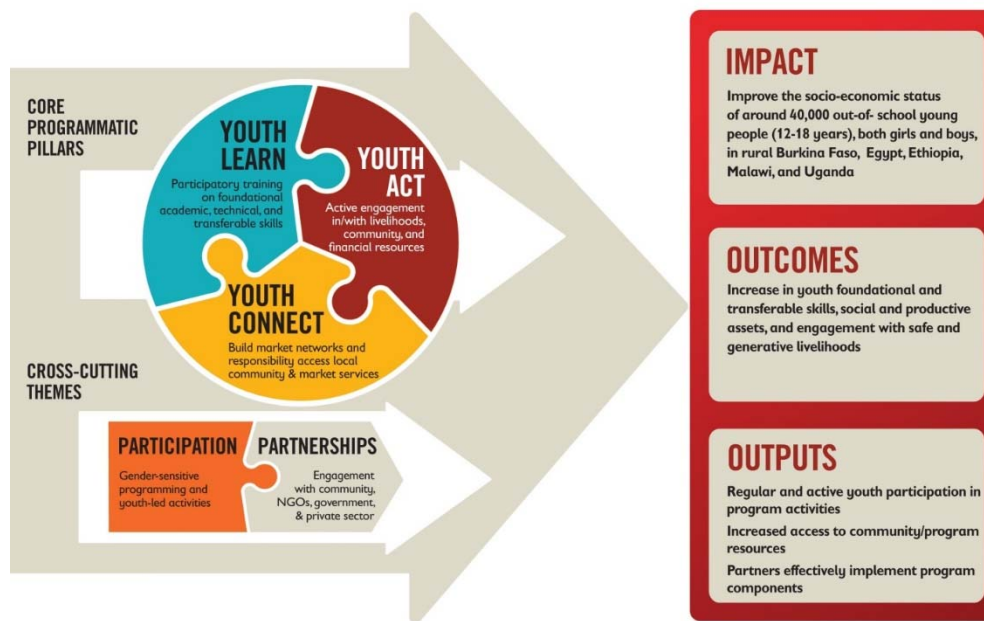 CORE
PROGRAMMATIC
PILLARS
YOUTH
LEARN
Participatory training
on foundational
academic, technical, and
transferable skills
YOUTH
ACT
Active engagement
in/with livelihoods,
community, and
financial resources
YOUTH
CONNECT
Build market networks and
responsibility access local
community & market services
CROSS-CUTTING
THEMES
PARTICIPATION
Gender-sensitive
programming and
youth-led activities
PARTNERSHIPS
Engagement
with community,
NGOs, government,
& private sector
IMPACT
Improve the socio-economic status
of around 40,000 out-of- school young
people (12-18 years), both girls and boys,
in rural Burkina Faso, Egypt, Ethiopia,
Malawi, and Uganda
OUTCOMES
Increase in youth foundational and
transferable skills, social and productive
assets, and engagement with safe and
generative livelihoods
OUTPUTS
Regular and active youth participation in
program activities
Increased access to community/program
resources
Partners effectively implement program
components